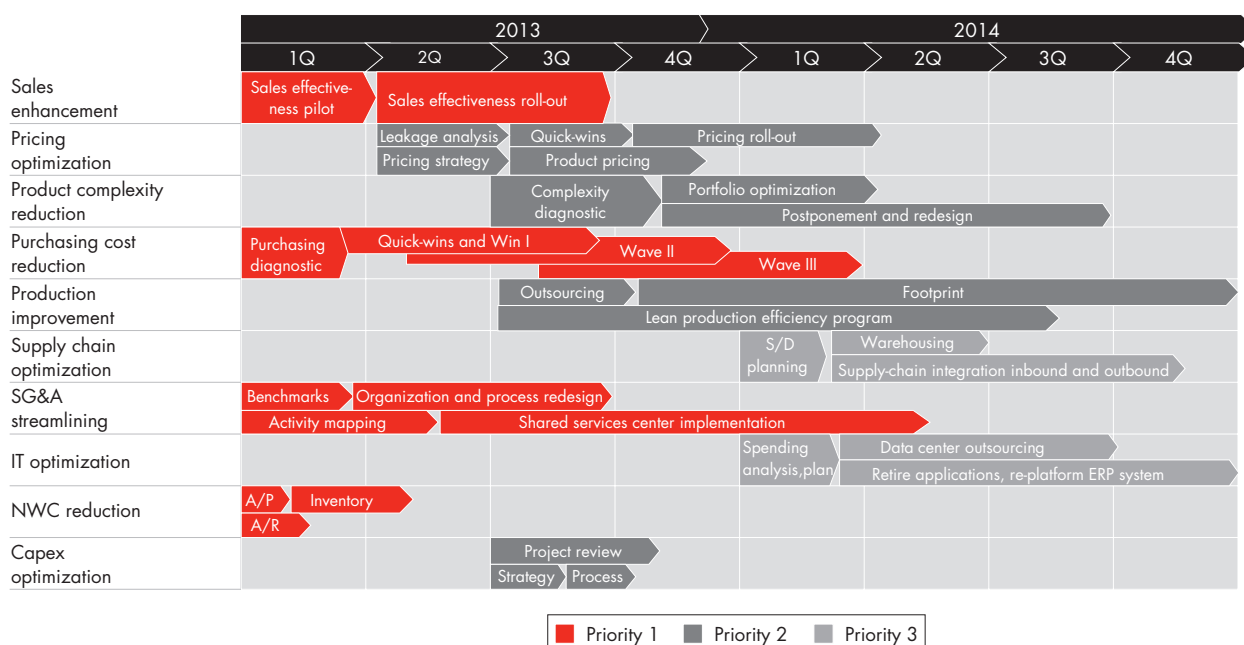 2013 2014
1Q 2Q 3Q 4Q 1Q 2Q 3Q 4Q
Sales
enhancement
Sales effective-
ness pilot
Sales effectiveness roll-out
Pricing
optimization
Leakage analysis Quick-wins Pricing roll-out
Pricing strategy Product pricing
Product complexity
reduction
Complexity
diagnostic
Portfolio optimization
Postponement and redesign
Purchasing cost
reduction
Purchasing
diagnostic
Quick-wins and Win I
Wave II
Wave III
Production
improvement
Outsourcing Footprint
Lean production efficiency program
Supply chain
optimization
S/D
planning
Warehousing
Supply-chain integration inbound and outbound
SG&A
streamlining
Benchmarks Organization and process redesign
Activity mapping Shared services center implementation
IT optimization
Spending
analysis,plan
Data center outsourcing
Retire applications, re-platform ERP system
NWC reduction
A/P Inventory
A/R
Capex
optimization
Project review
Strategy Process
Priority 1 Priority 2 Priority 3